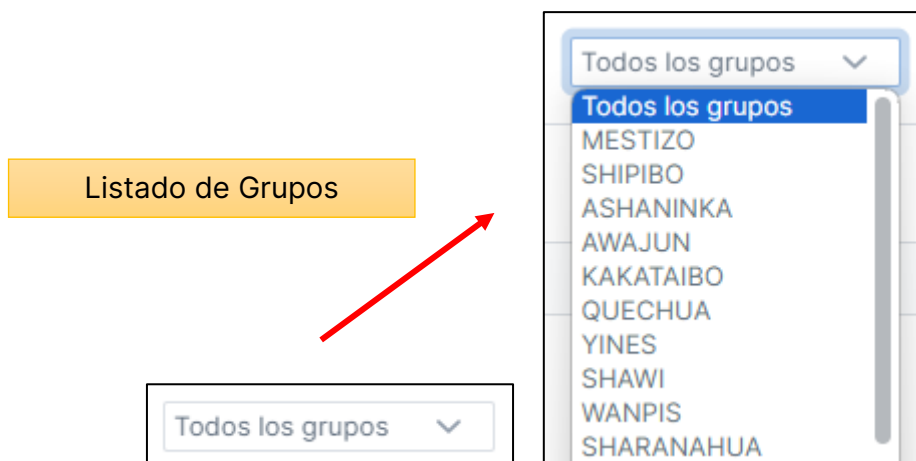 Todos los grupos
Todos los grupos
MESTIZO
SHIPIBO
ASHANINKA
AWAJUN
KAKATAIBO
QUECHUA
YINES
SHAWI
WANPIS
SHARANAHUA
Listado de Grupos
Todos los grupos